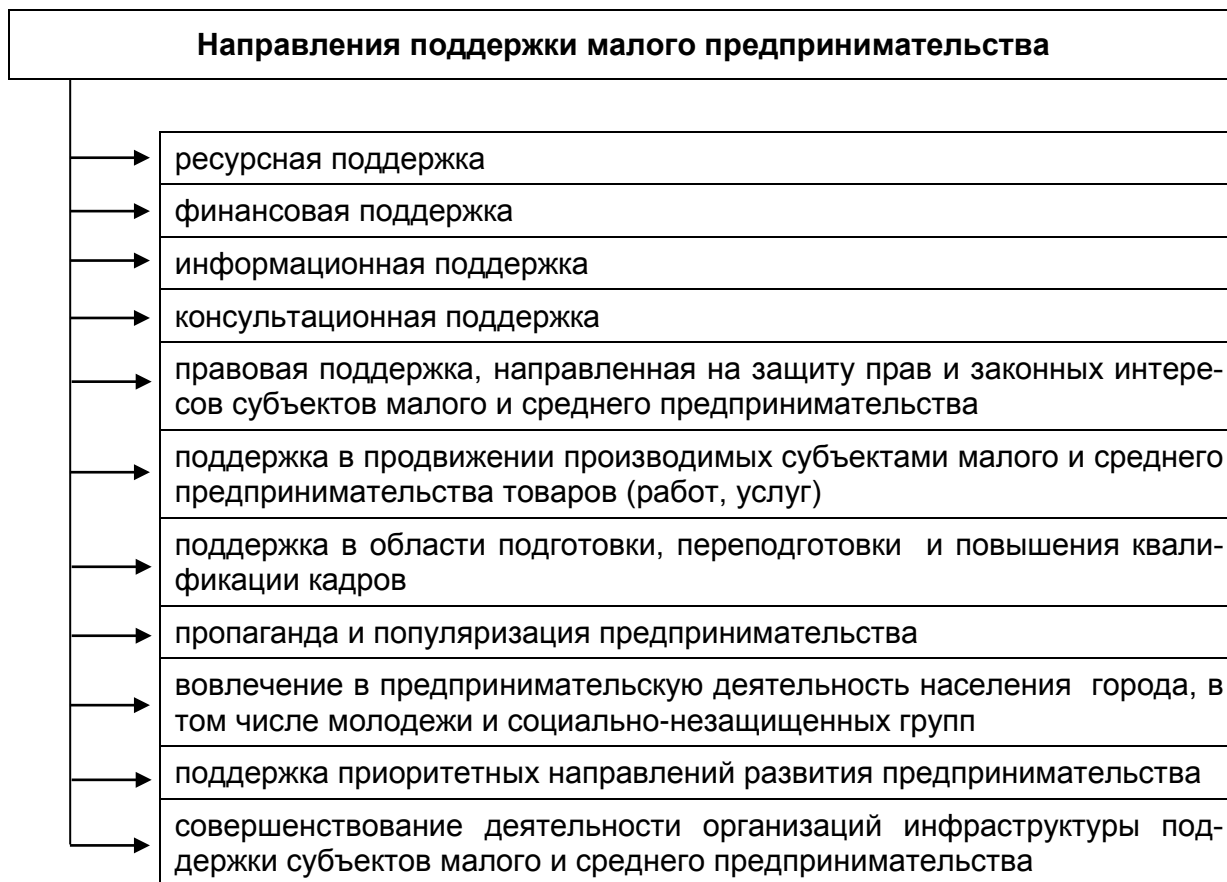 Направления поддержки малого предпринимательства
ресурсная поддержка
финансовая поддержка
информационная поддержка
консультационная поддержка
правовая поддержка, направленная на защиту прав и законных интере-
сов субъектов малого и среднего предпринимательства
поддержка в продвижении производимых субъектами малого и среднего
предпринимательства товаров (работ, услуг)
поддержка в области подготовки, переподготовки и повышения квали-
фикации кадров
пропаганда и популяризация предпринимательства
вовлечение в предпринимательскую деятельность населения города, в
том числе молодежи и социально-незащищенных групп
поддержка приоритетных направлений развития предпринимательства
совершенствование деятельности организаций инфраструктуры под-
держки субъектов малого и среднего предпринимательства